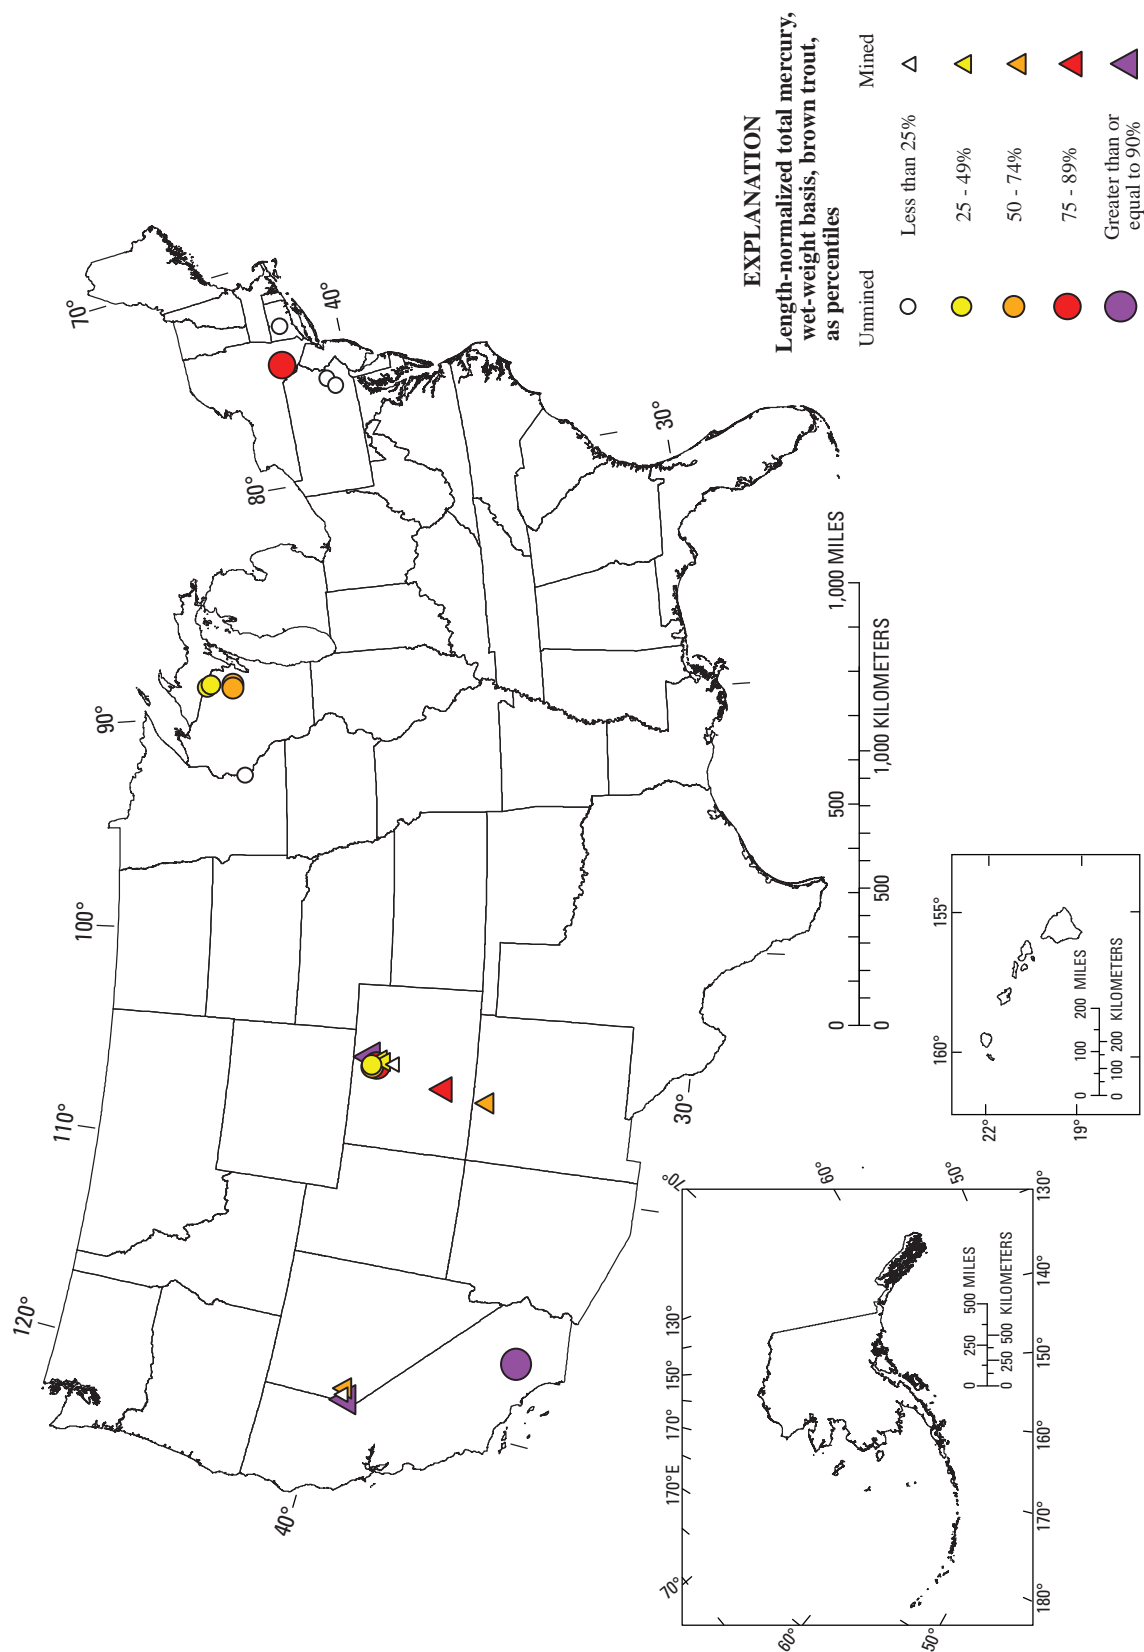 EXPLANATION
Length-normalized total mercury,
wet-weight basis, brown trout,
as percentiles
Unmined
Mined
Less than 25%
25 - 49%
50 - 74%
75 - 89%
Greater than or
equal to 90%
120°
110°
100°
90°
80°
70°
40°
30°
40°
30°
0
500
1,000 MILES
0
500
1,000 KILOMETERS
70°
60°
50°
70°
60°
50°
170°E
170°
150°
130°
180°
170°
160°
150°
140°
130°
0
250
500 MILES
0
250
500 KILOMETERS
160°
155°
22°
19°
0
100
200 MILES
0
100
200 KILOMETERS